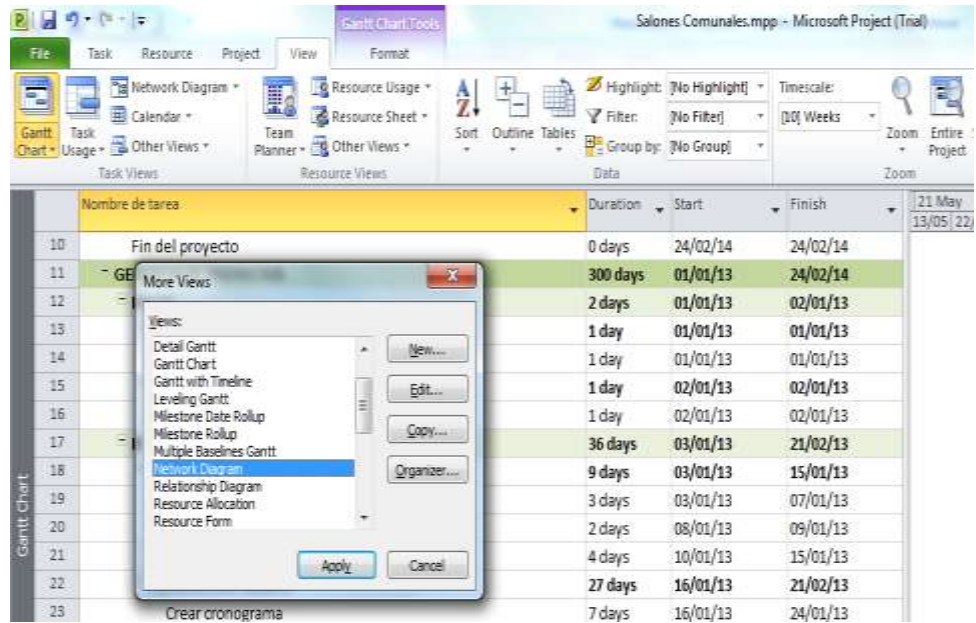 Gantt Chart Tools
Salones Comunales.mpp - Microsoft Project (Trial)
File Task Resource Project View Format
Gantt Chart
Task Usage
Network Diagram
Calendar
Other Views
Team Planner
Resource Usage
Resource Sheet
Other Views
Sort
Outline
Tables
Highlight: [No Highlight]
Filter: [No Filter]
Group by: [No Group]
Timescale:
[10] Weeks
Zoom
Entire Project
Task Views Resource Views Data Zoom
Nombre de tarea Duration Start Finish 21 May
13/05 22/
10 Fin del proyecto 0 days 24/02/14 24/02/14
11 GE 300 days 01/01/13 24/02/14
12 2 days 01/01/13 02/01/13
13 1 day 01/01/13 01/01/13
14 1 day 01/01/13 01/01/13
15 1 day 02/01/13 02/01/13
16 1 day 02/01/13 02/01/13
17 36 days 03/01/13 21/02/13
18 9 days 03/01/13 15/01/13
19 3 days 03/01/13 07/01/13
20 2 days 08/01/13 09/01/13
21 4 days 10/01/13 15/01/13
22 27 days 16/01/13 21/02/13
23 Crear cronograma 7 days 16/01/13 24/01/13
Gantt Chart
More Views
Views:
Detail Gantt
Gantt Chart
Gantt with Timeline
Leveling Gantt
Milestone Date Rollup
Milestone Rollup
Multiple Baselines Gantt
Network Diagram
Relationship Diagram
Resource Allocation
Resource Form
New...
Edit...
Copy...
Organizer...
Apply
Cancel